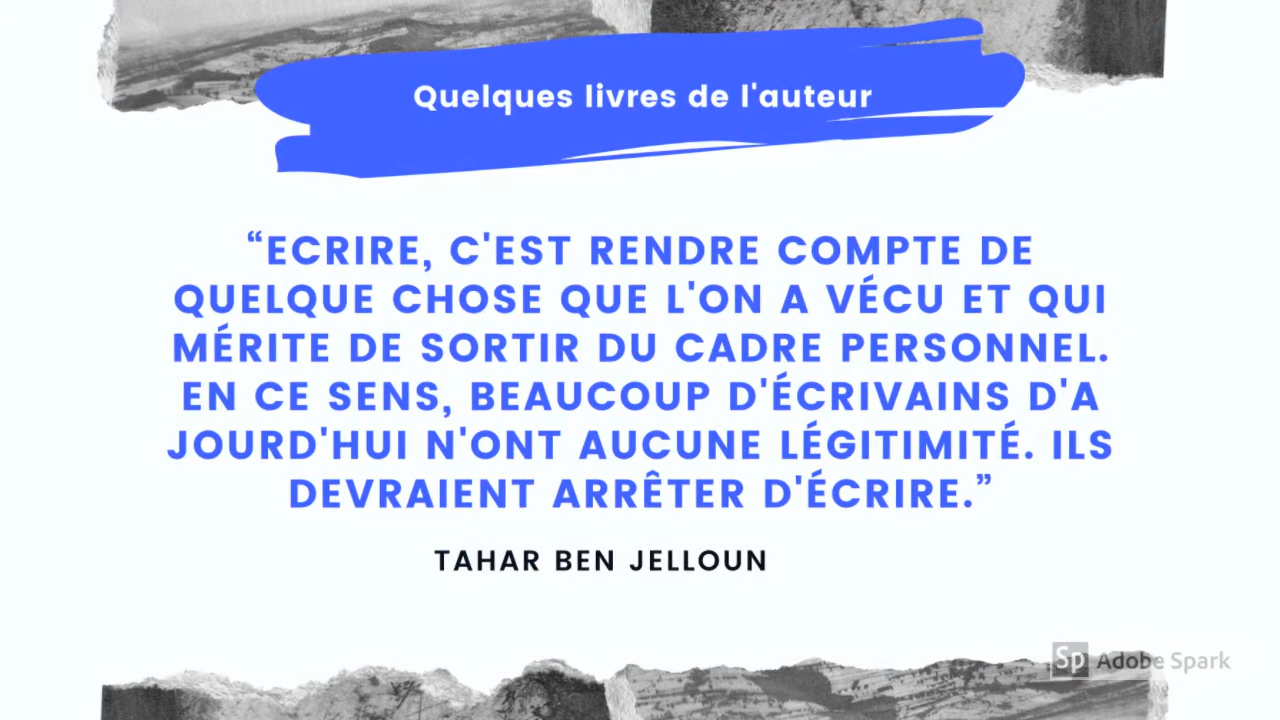 Quelques livres de l'auteur
“ECRIRE, C'EST RENDRE COMPTE DE
QUELQUE CHOSE QUE L'ON A VÉCU ET QUI
MÉRITE DE SORTIR DU CADRE PERSONNEL.
EN CE SENS, BEAUCOUP D'ÉCRIVAINS D'A
JOURD'HUI N'ONT AUCUNE LÉGITIMITÉ. ILS
DEVRAIENT ARRÊTER D'ÉCRIRE.”
TAHAR BEN JELLOUN
Sp Adobe Spark